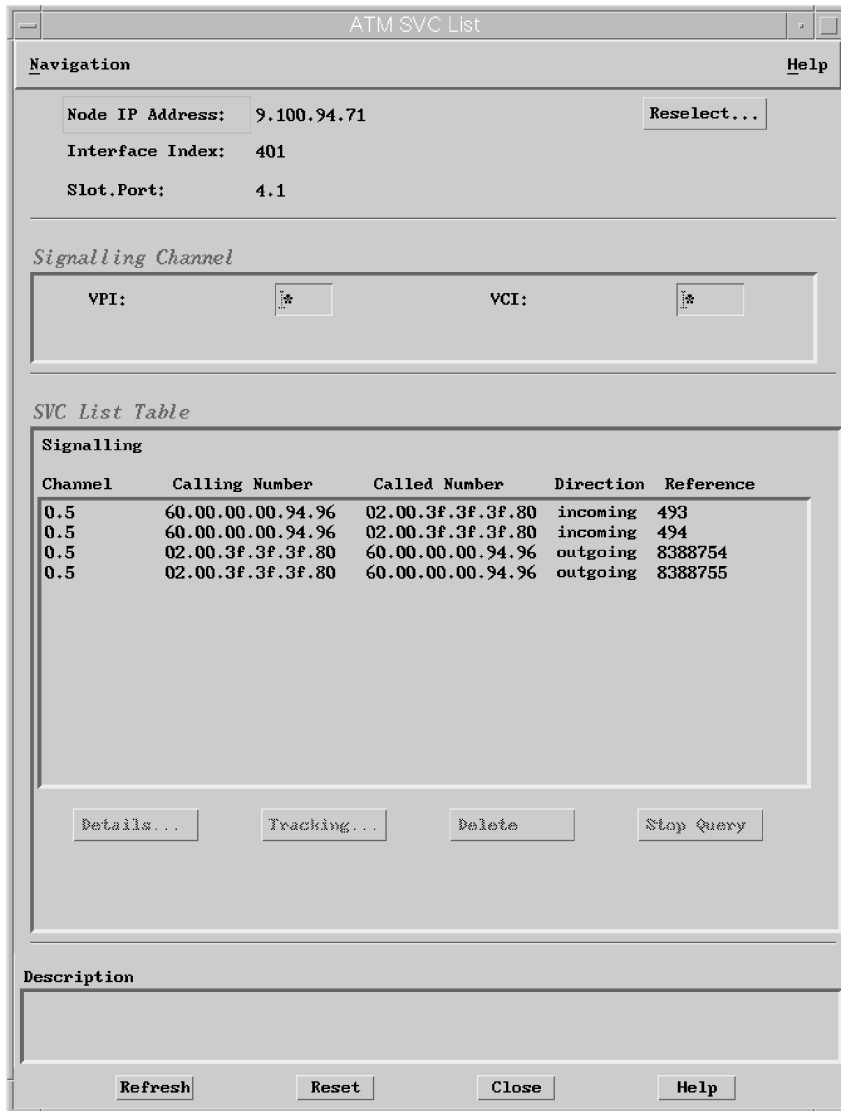 ATM SVC List
Navigation Help
Node IP Address: 9.100.94.71 Reselect...
Interface Index: 401
Slot.Port: 4.1
Signalling Channel
VPI: * VCI: *
SVC List Table
Signalling
Channel Calling Number Called Number Direction Reference
0.5 60.00.00.00.94.96 02.00.3f.3f.3f.80 incoming 493
0.5 60.00.00.00.94.96 02.00.3f.3f.3f.80 incoming 494
0.5 02.00.3f.3f.3f.80 60.00.00.00.94.96 outgoing 8388754
0.5 02.00.3f.3f.3f.80 60.00.00.00.94.96 outgoing 8388755
Details... Tracking... Delete Stop Query
Description
Refresh Reset Close Help